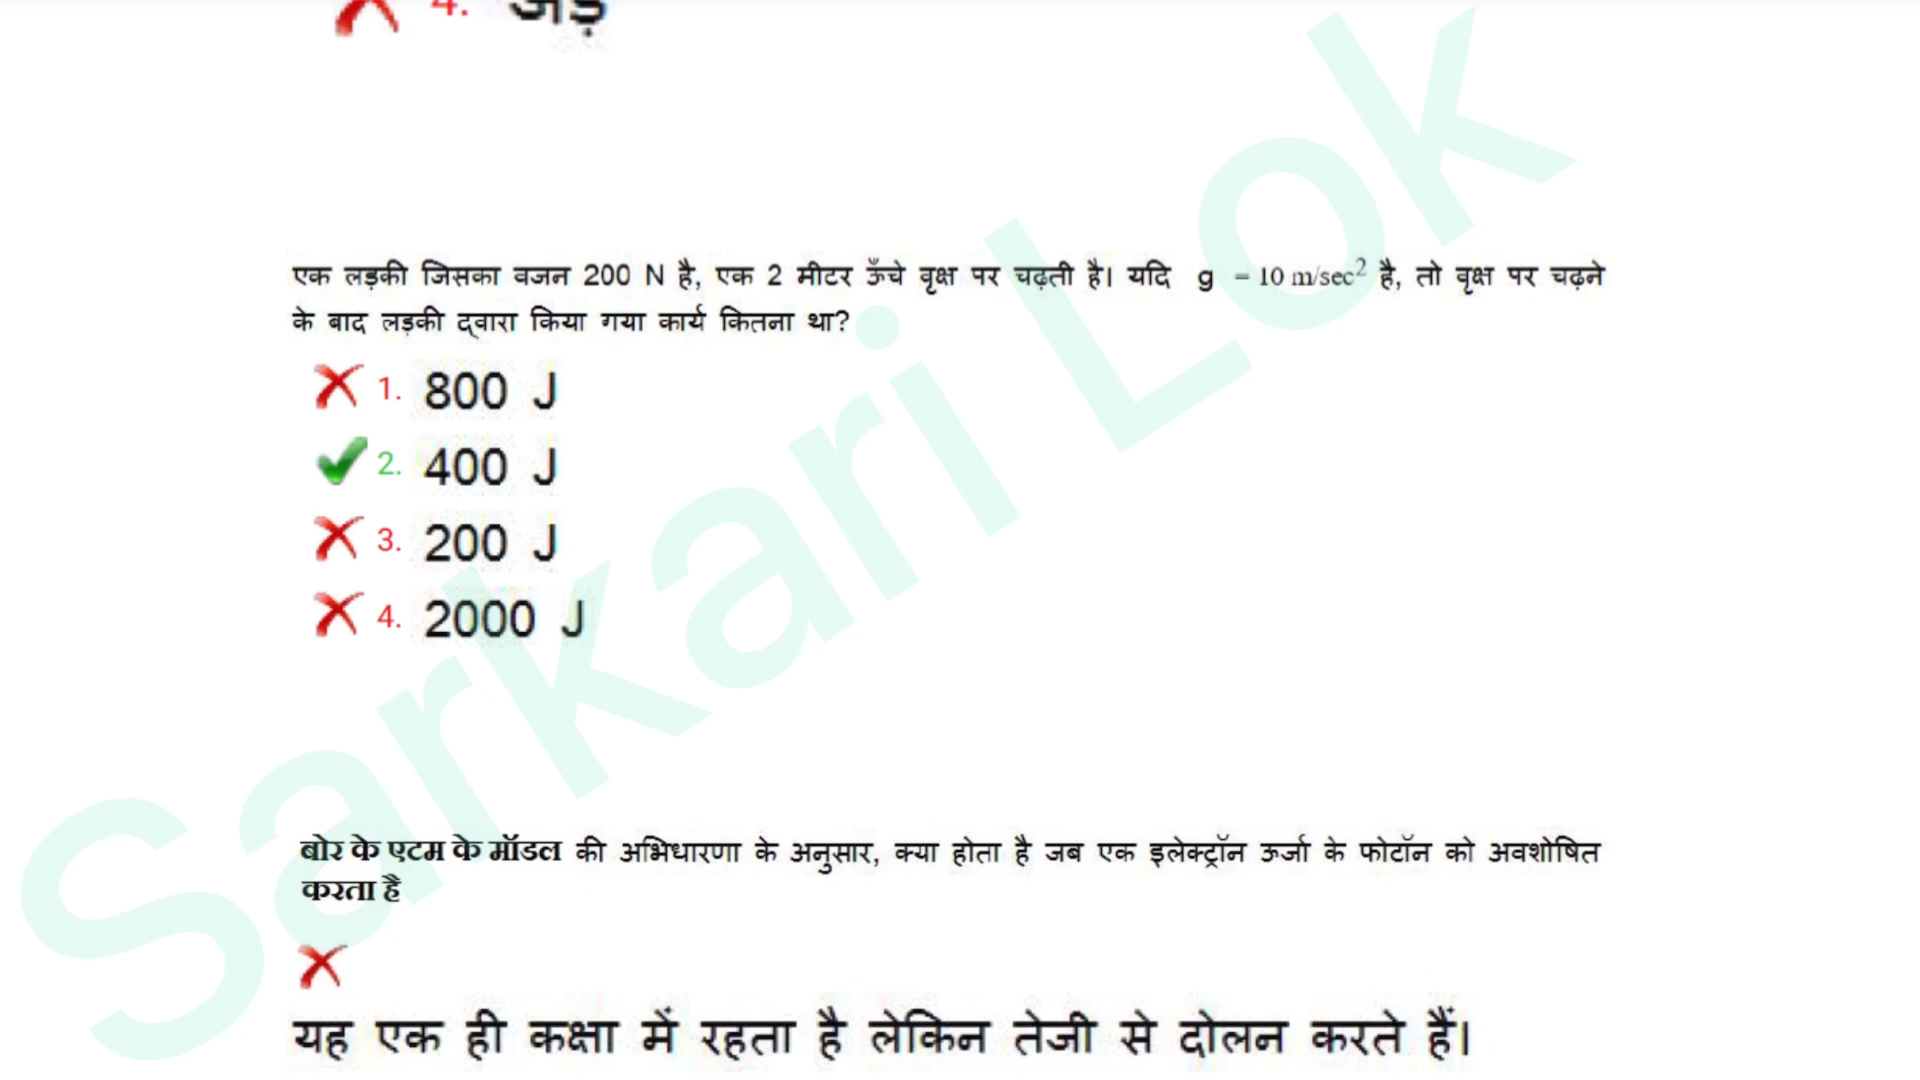 4. जड़
एक लड़की जिसका वजन 200 N है, एक 2 मीटर ऊँचे वृक्ष पर चढ़ती है। यदि g = 10 m/sec² है, तो वृक्ष पर चढ़ने
के बाद लड़की द्वारा किया गया कार्य कितना था?
1. 800 J
2. 400 J
3. 200 J
4. 2000 J
बोर के एटम के मॉडल की अभिधारणा के अनुसार, क्या होता है जब एक इलेक्ट्रॉन ऊर्जा के फोटॉन को अवशोषित
करता है
यह एक ही कक्षा में रहता है लेकिन तेजी से दोलन करते हैं।
Sarkari Lok